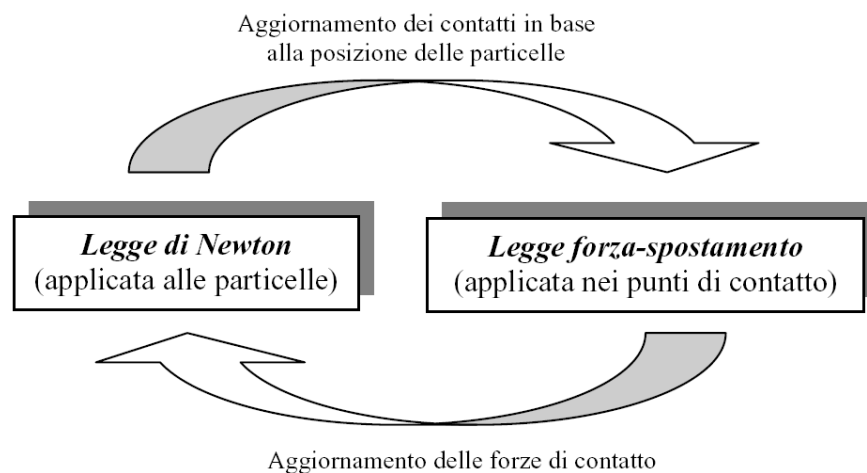 Aggiornamento dei contatti in base
alla posizione delle particelle
Legge di Newton
(applicata alle particelle)
Legge forza-spostamento
(applicata nei punti di contatto)
Aggiornamento delle forze di contatto